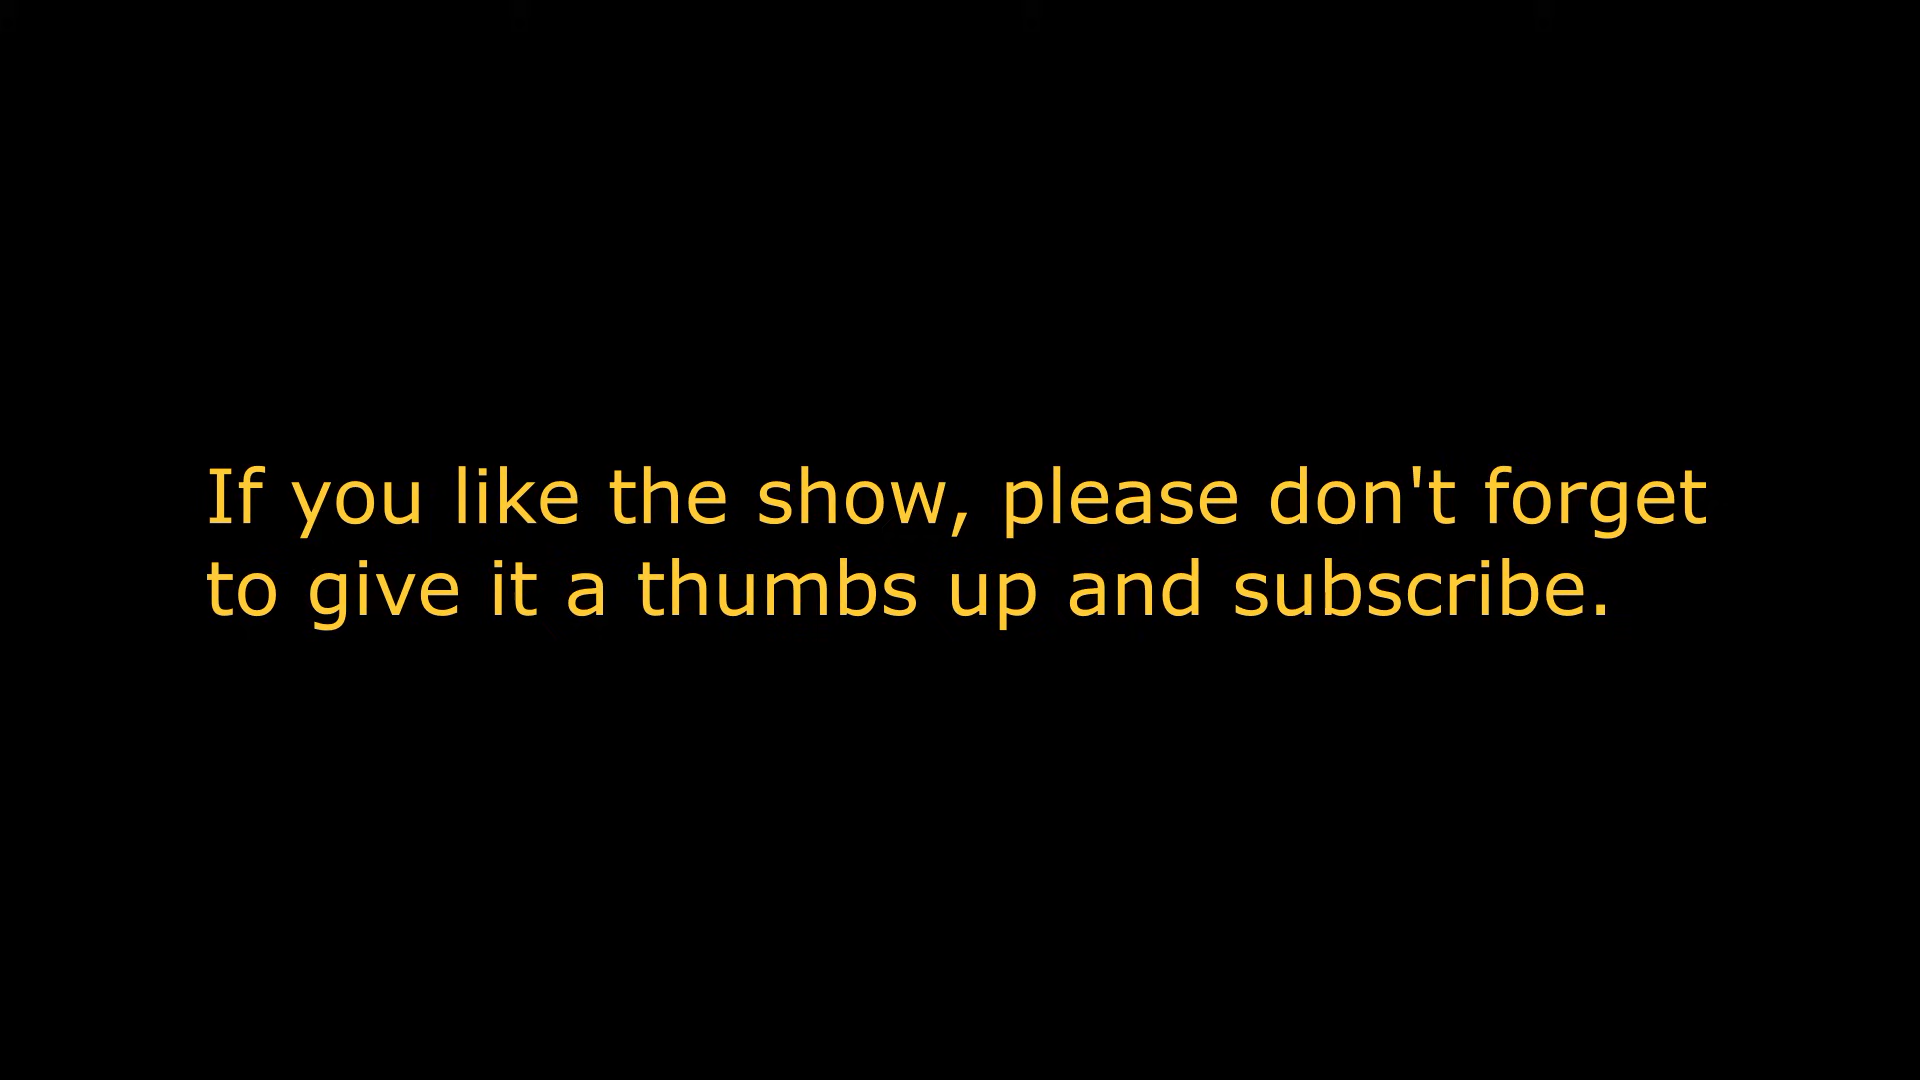 If you like the show, please don't forget
to give it a thumbs up and subscribe.